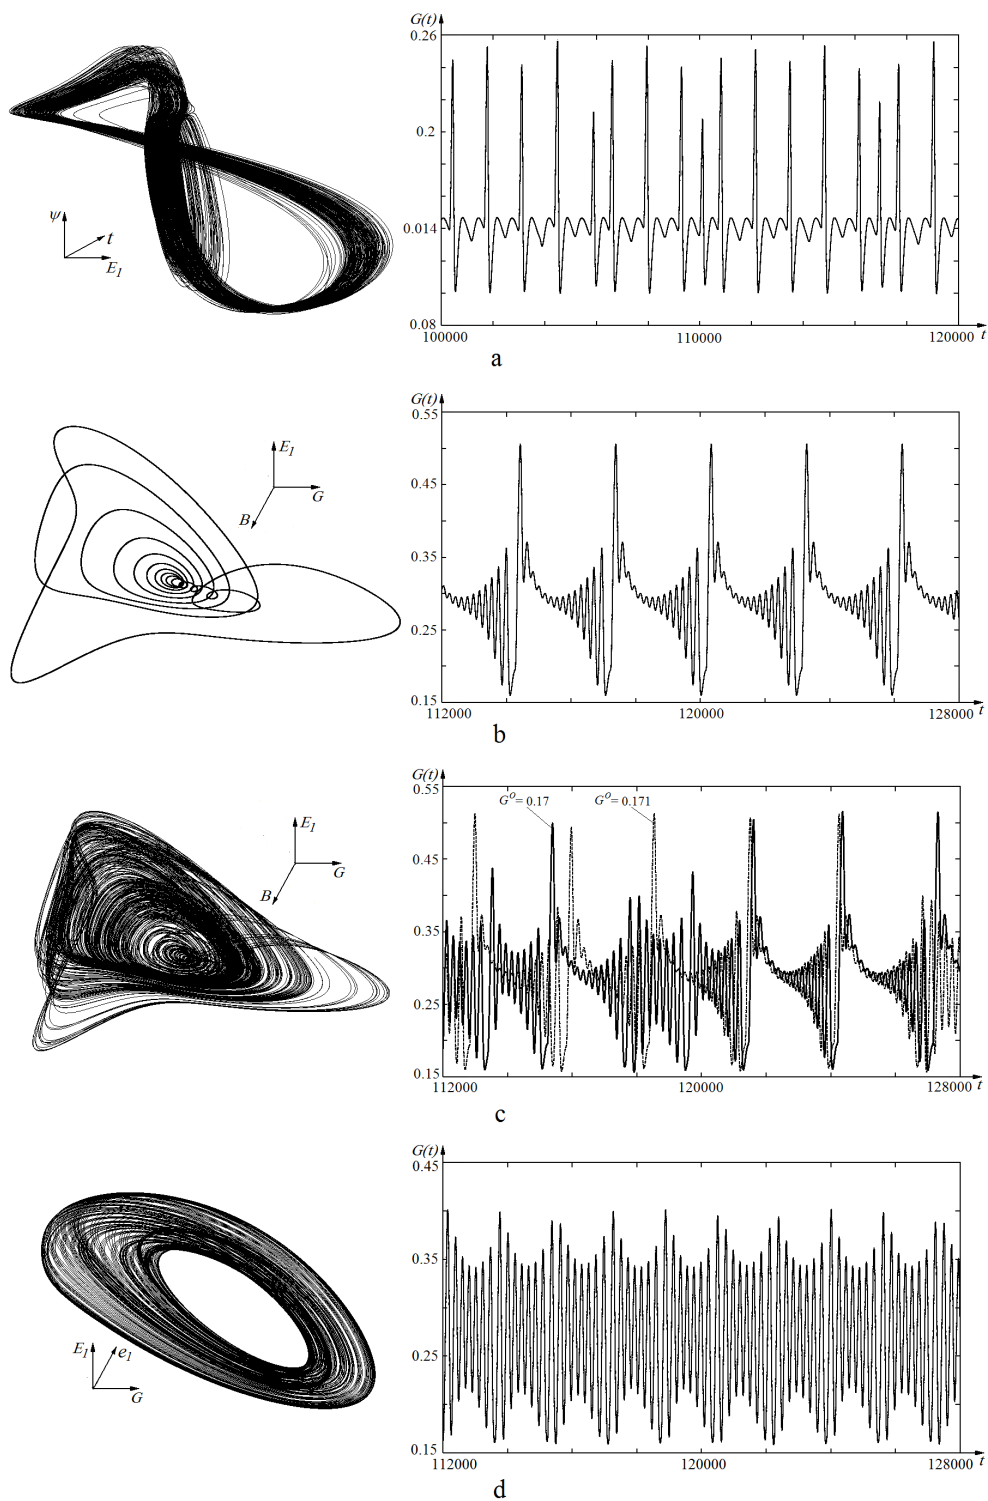 G(t)
0.26
0.2
0.014
0.08
100000
110000
120000
t
ψ
t
E1
a
G(t)
0.55
0.45
0.35
0.25
0.15
112000
120000
128000
t
E1
G
B
b
G(t)
0.55
G^o= 0.17
G^o= 0.171
0.45
0.35
0.25
0.15
112000
120000
128000
t
E1
G
B
c
G(t)
0.45
0.35
0.25
0.15
112000
120000
128000
t
E1
e1
G
d